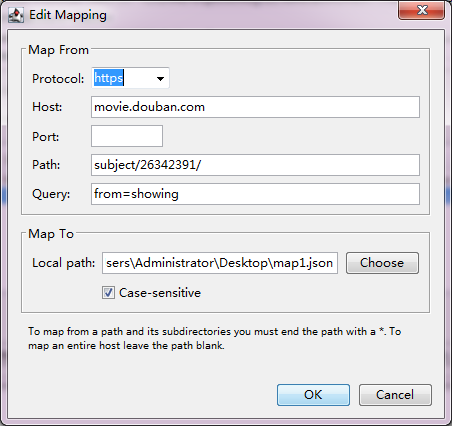 Edit Mapping
Map From
Protocol: https
Host: movie.douban.com
Port:
Path: subject/26342391/
Query: from=showing
Map To
Local path: sers\Administrator\Desktop\map1.json Choose
Case-sensitive
To map from a path and its subdirectories you must end the path with a *. To
map an entire host leave the path blank.
OK Cancel